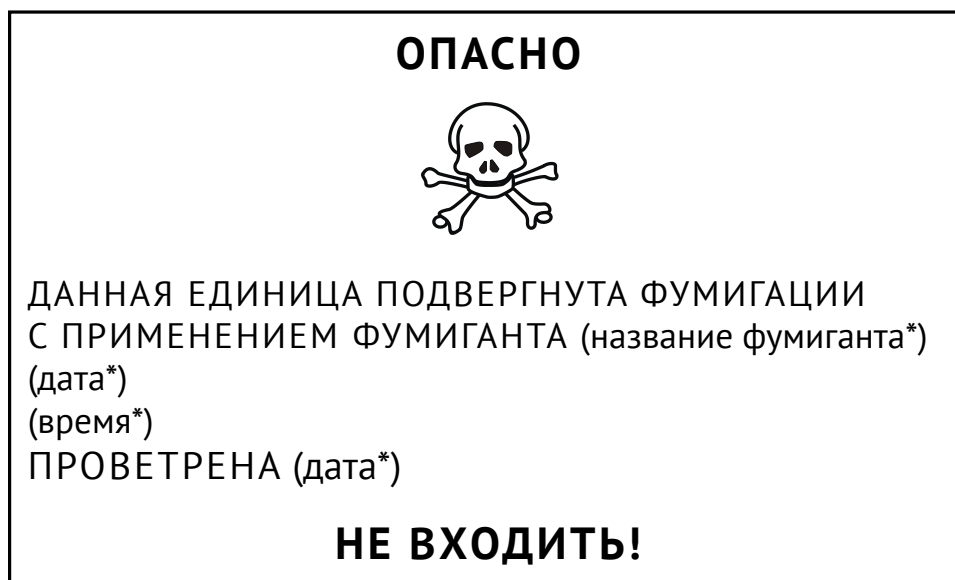 ОПАСНО
ДАННАЯ ЕДИНИЦА ПОДВЕРГНУТА ФУМИГАЦИИ
С ПРИМЕНЕНИЕМ ФУМИГАНТА (название фумиганта*)
(дата*)
(время*)
ПРОВЕТРЕНА (дата*)
НЕ ВХОДИТЬ!